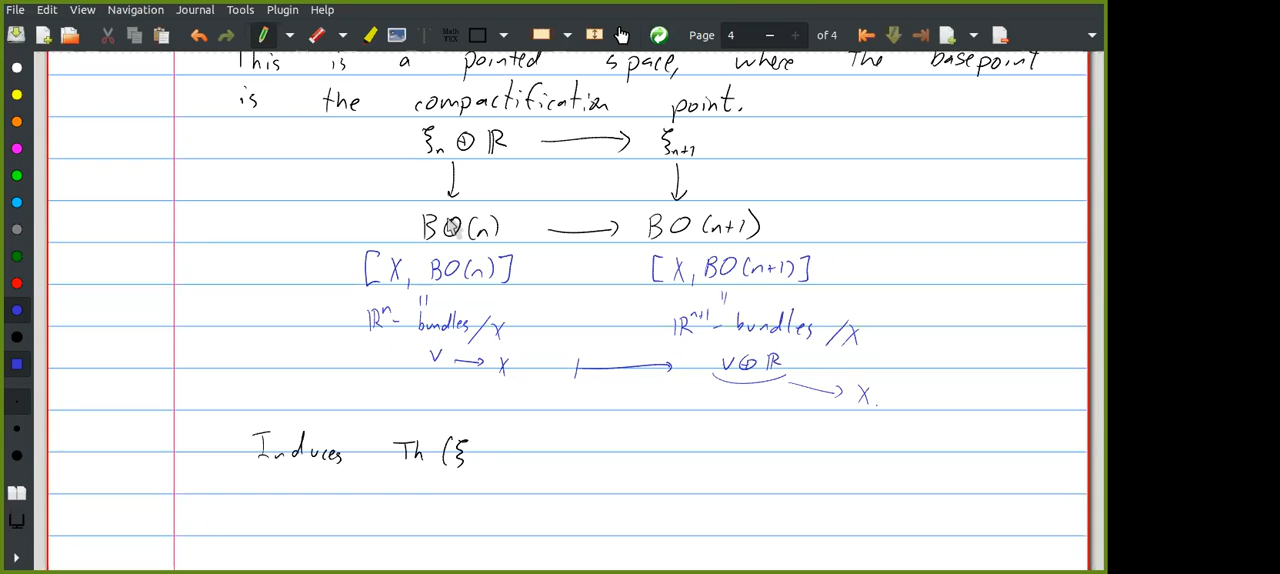 File Edit View Navigation Journal Tools Plugin Help
Math TEX Page 4 of 4
This is a pointed space, where the basepoint
is the compactification point.
ξₙ ⊕ ℝ ⟶ ξₙ₊₁
↓ ↓
BO(n) ⟶ BO(n+1)
[X, BO(n)] [X, BO(n+1)]
॥ ॥
ℝⁿ- bundles/X ℝⁿ⁺¹- bundles/X
V → X ⟼ V⊕ℝ → X.
Induces Th (ξ